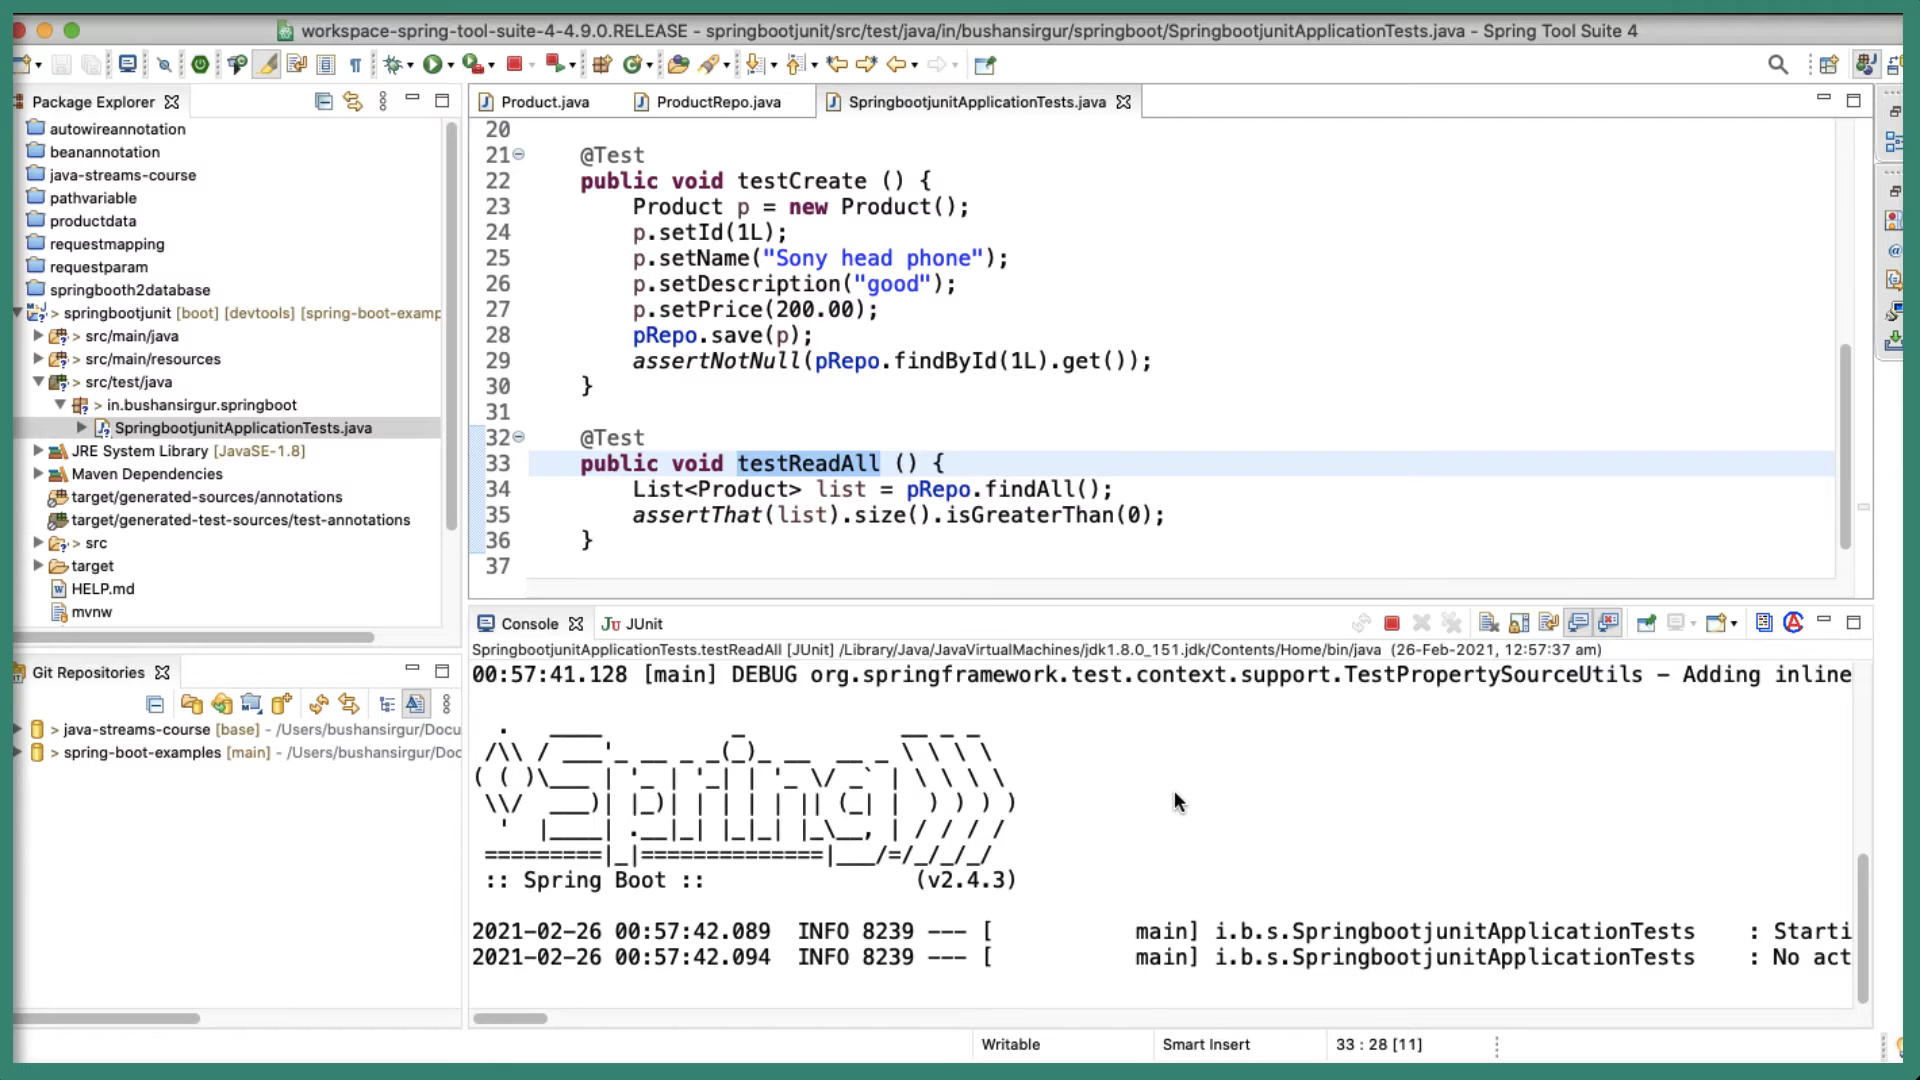 workspace-spring-tool-suite-4-4.9.0.RELEASE - springbootjunit/src/test/java/in/bushansirgur/springboot/SpringbootjunitApplicationTests.java - Spring Tool Suite 4
Package Explorer
autowireannotation
beanannotation
java-streams-course
pathvariable
productdata
requestmapping
requestparam
springbooth2database
> springbootjunit [boot] [devtools] [spring-boot-examp
> src/main/java
> src/main/resources
> src/test/java
> in.bushansirgur.springboot
SpringbootjunitApplicationTests.java
JRE System Library [JavaSE-1.8]
Maven Dependencies
target/generated-sources/annotations
target/generated-test-sources/test-annotations
> src
target
HELP.md
mvnw
Git Repositories
> java-streams-course [base] - /Users/bushansirgur/Docu
> spring-boot-examples [main] - /Users/bushansirgur/Doc
Product.java
ProductRepo.java
SpringbootjunitApplicationTests.java
20
21 @Test
22 public void testCreate () {
23 Product p = new Product();
24 p.setId(1L);
25 p.setName("Sony head phone");
26 p.setDescription("good");
27 p.setPrice(200.00);
28 pRepo.save(p);
29 assertNotNull(pRepo.findById(1L).get());
30 }
31
32 @Test
33 public void testReadAll () {
34 List<Product> list = pRepo.findAll();
35 assertThat(list).size().isGreaterThan(0);
36 }
37
Console
JUnit
SpringbootjunitApplicationTests.testReadAll [JUnit] /Library/Java/JavaVirtualMachines/jdk1.8.0_151.jdk/Contents/Home/bin/java (26-Feb-2021, 12:57:37 am)
00:57:41.128 [main] DEBUG org.springframework.test.context.support.TestPropertySourceUtils - Adding inline
Spring
:: Spring Boot :: (v2.4.3)
2021-02-26 00:57:42.089 INFO 8239 --- [ main] i.b.s.SpringbootjunitApplicationTests : Starti
2021-02-26 00:57:42.094 INFO 8239 --- [ main] i.b.s.SpringbootjunitApplicationTests : No act
Writable
Smart Insert
33 : 28 [11]